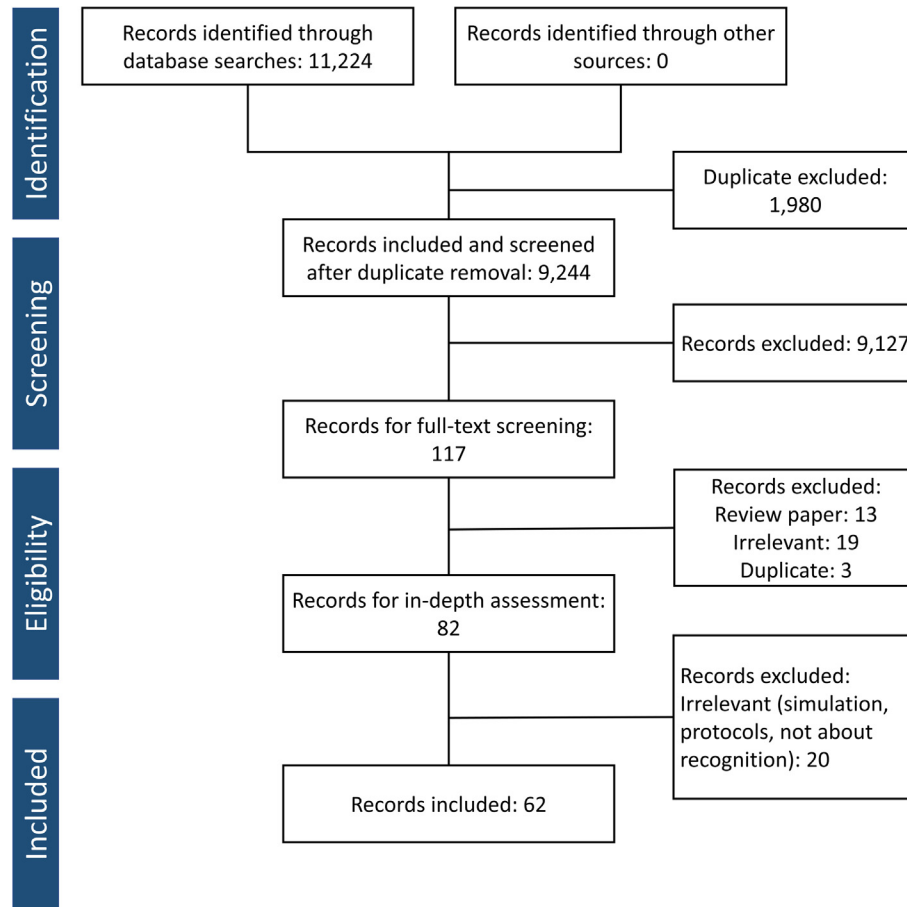 Identification
Records identified through
database searches: 11,224
Records identified through other
sources: 0
Duplicate excluded:
1,980
Records included and screened
after duplicate removal: 9,244
Screening
Records excluded: 9,127
Records for full-text screening:
117
Eligibility
Records excluded:
Review paper: 13
Irrelevant: 19
Duplicate: 3
Records for in-depth assessment:
82
Records excluded:
Irrelevant (simulation,
protocols, not about
recognition): 20
Included
Records included: 62